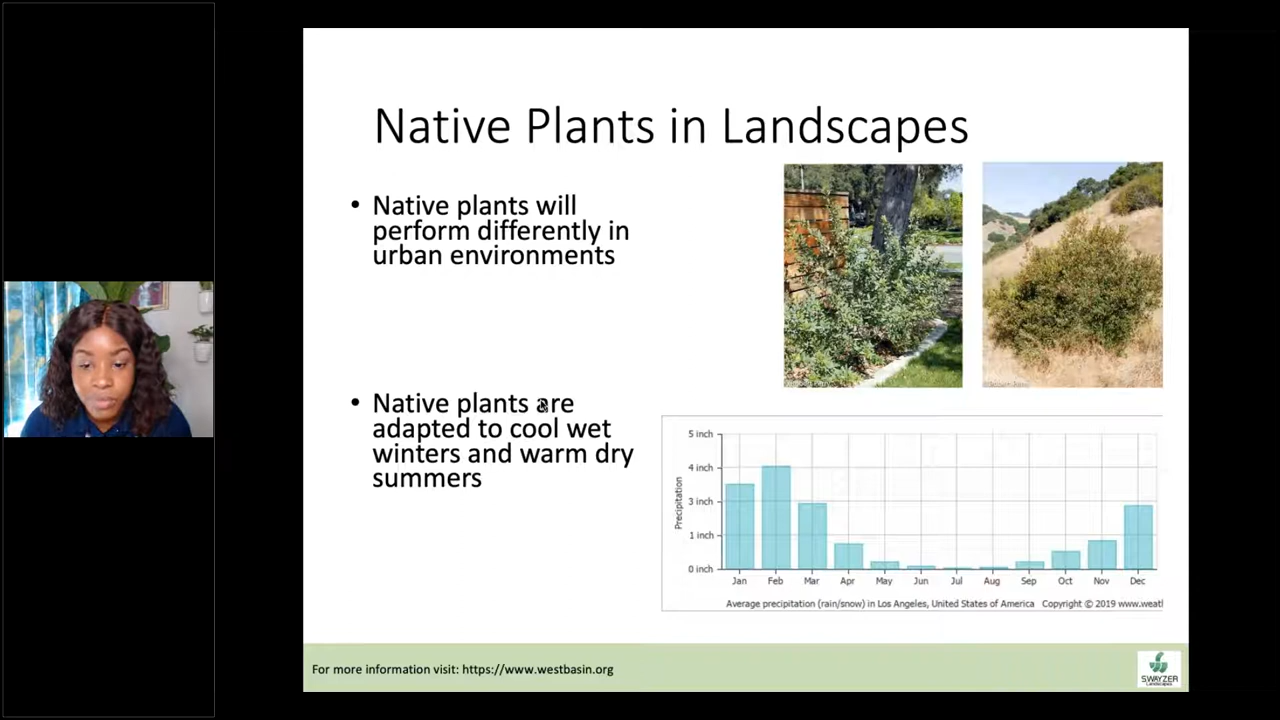 Native Plants in Landscapes
• Native plants will
perform differently in
urban environments
• Native plants are
adapted to cool wet
winters and warm dry
summers
5 inch
4 inch
3 inch
1 inch
0 inch
Precipitation
Jan Feb Mar Apr May Jun Jul Aug Sep Oct Nov Dec
Average precipitation (rain/snow) in Los Angeles, United States of America Copyright © 2019 www.weatl
For more information visit: https://www.westbasin.org
SWAYZER
LANDSCAPES